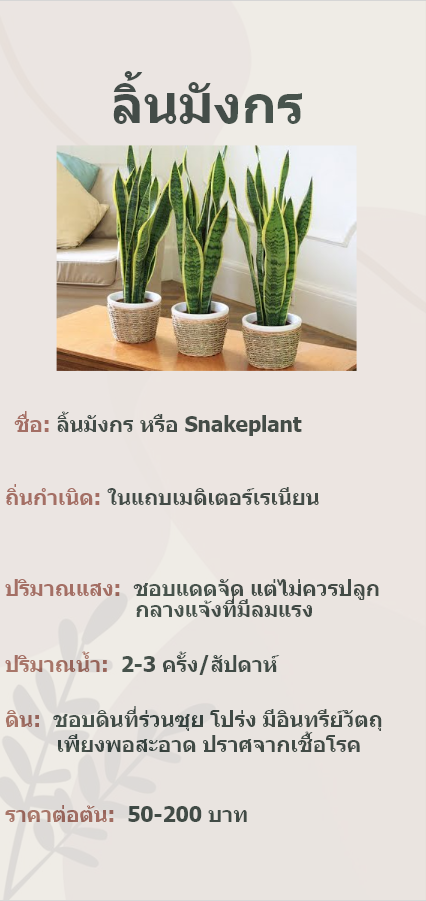 ลิ้นมังกร
ชื่อ: ลิ้นมังกร หรือ Snakeplant
ถิ่นกำเนิด: ในแถบเมดิเตอร์เรเนียน
ปริมาณแสง: ชอบแดดจัด แต่ไม่ควรปลูก
กลางแจ้งที่มีลมแรง
ปริมาณน้ำ: 2-3 ครั้ง/สัปดาห์
ดิน: ชอบดินที่ร่วนซุย โปร่ง มีอินทรีย์วัตถุ
เพียงพอสะอาด ปราศจากเชื้อโรค
ราคาต่อต้น: 50-200 บาท